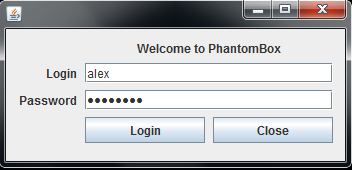 Welcome to PhantomBox
Login alex
Password ••••••••
Login Close